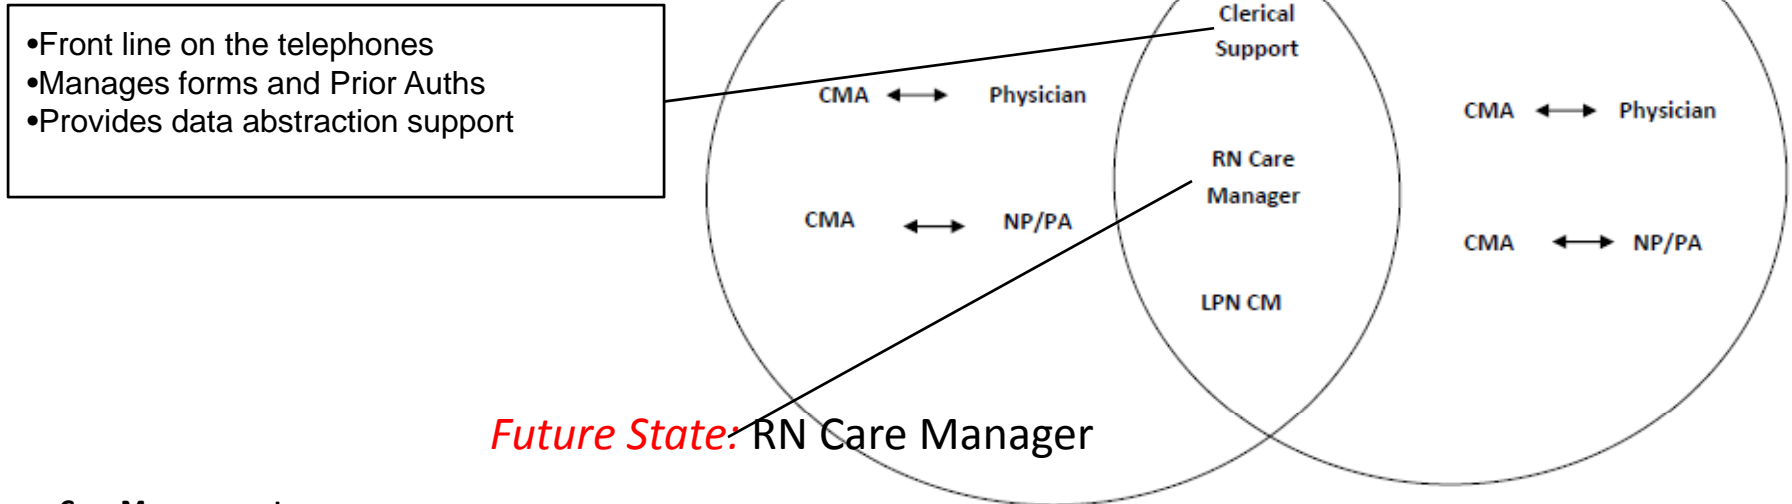 •Front line on the telephones
•Manages forms and Prior Auths
•Provides data abstraction support
Clerical
Support
CMA Physician
CMA Physician
RN Care
Manager
CMA NP/PA
CMA NP/PA
LPN CM
Future State: RN Care Manager